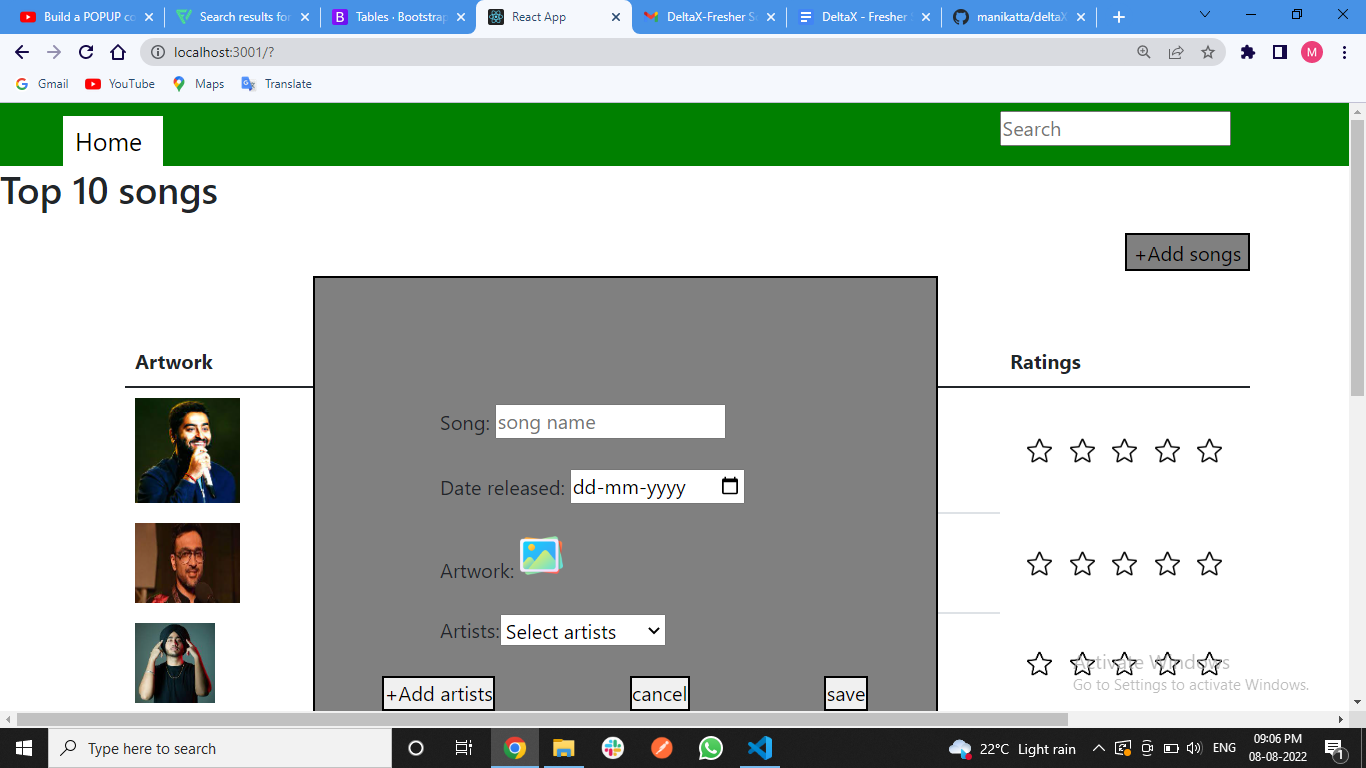 Build a POPUP co
Search results for
Tables · Bootstrap
React App
DeltaX-Fresher S
DeltaX - Fresher S
manikatta/deltaX
localhost:3001/?
M
Gmail
YouTube
Maps
Translate
Home
Search
Top 10 songs
+Add songs
Artwork
Ratings
Song: song name
Date released: dd-mm-yyyy
Artwork:
Artists: Select artists
+Add artists
cancel
save
Activate Windows
Go to Settings to activate Windows.
Type here to search
22°C Light rain
ENG
09:06 PM
08-08-2022
1